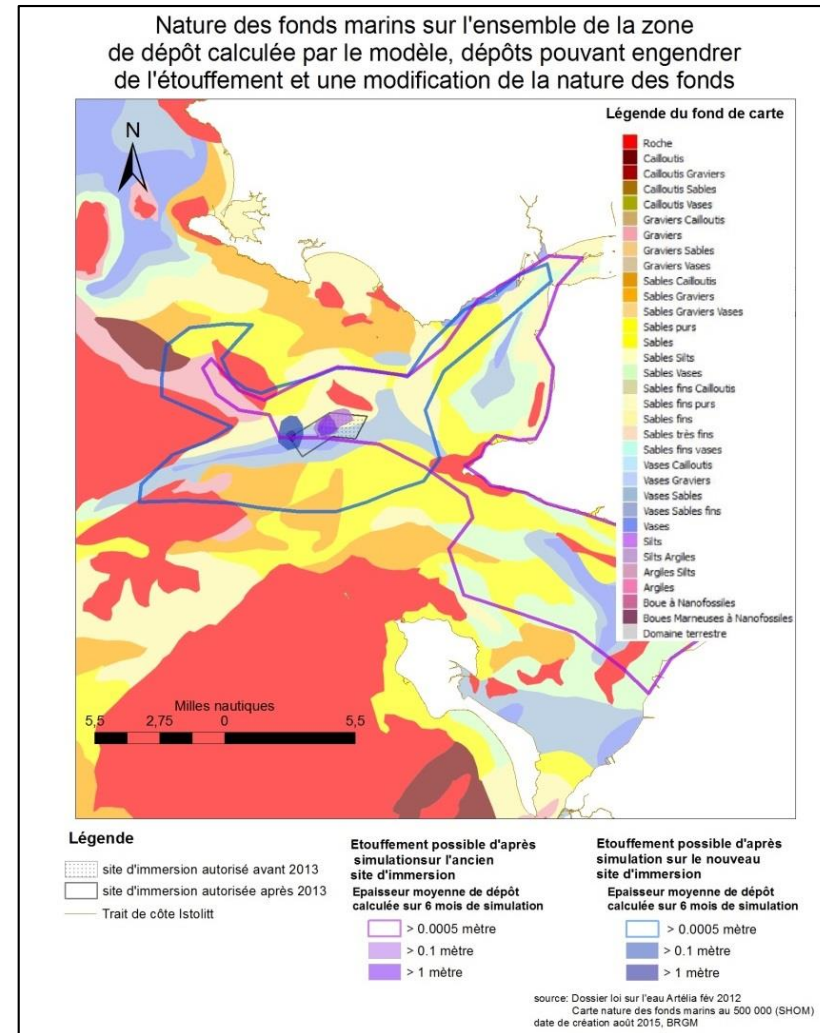 Nature des fonds marins sur l'ensemble de la zone
de dépôt calculée par le modèle, dépôts pouvant engendrer
de l'étouffement et une modification de la nature des fonds
Légende du fond de carte
N
Roche
Cailloutis
Cailloutis Graviers
Cailloutis Sables
Cailloutis Vases
Graviers Cailloutis
Graviers
Graviers Sables
Graviers Vases
Sables Cailloutis
Sables Graviers
Sables Graviers Vases
Sables purs
Sables
Sables Silts
Sables Vases
Sables fins Cailloutis
Sables fins purs
Sables fins
Sables très fins
Sables fins vases
Vases Cailloutis
Vases Graviers
Vases Sables
Vases Sables fins
Vases
Silts
Silts Argiles
Argiles Silts
Argiles
Boue à Nanofossiles
Boues Marneuses à Nanofossiles
Domaine terrestre
Milles nautiques
5,5 2,75 0 5,5
Légende
site d'immersion autorisé avant 2013
site d'immersion autorisée après 2013
Trait de côte Istolitt
Etouffement possible d'après
simulationsur l'ancien
site d'immersion
Epaisseur moyenne de dépôt
calculée sur 6 mois de simulation
> 0.0005 mètre
> 0.1 mètre
> 1 mètre
Etouffement possible d'après
simulation sur le nouveau
site d'immersion
Epaisseur moyenne de dépôt
calculée sur 6 mois de simulation
> 0.0005 mètre
> 0.1 mètre
> 1 mètre
source: Dossier loi sur l'eau Artélia fév 2012
Carte nature des fonds marins au 500 000 (SHOM)
date de création août 2015, BRGM